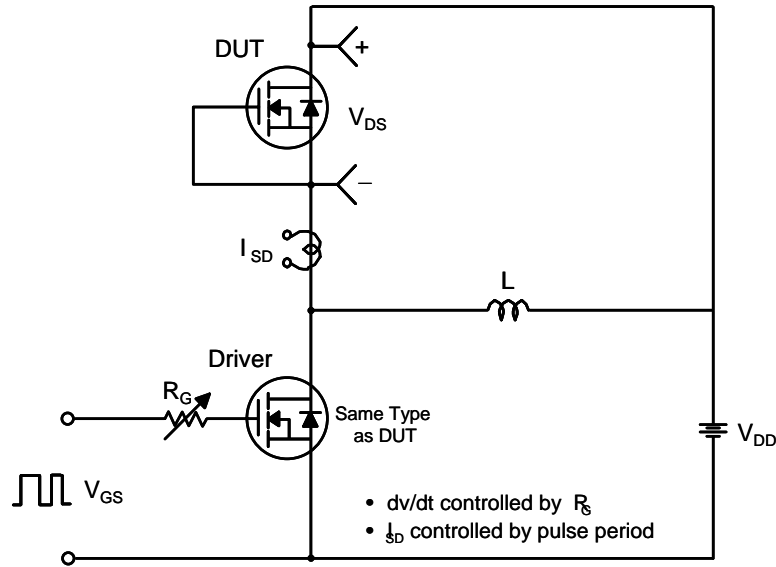 DUT
+
V_DS
–
I_SD
L
Driver
R_G
Same Type
as DUT
V_DD
V_GS
• dv/dt controlled by R_G
• I_SD controlled by pulse period